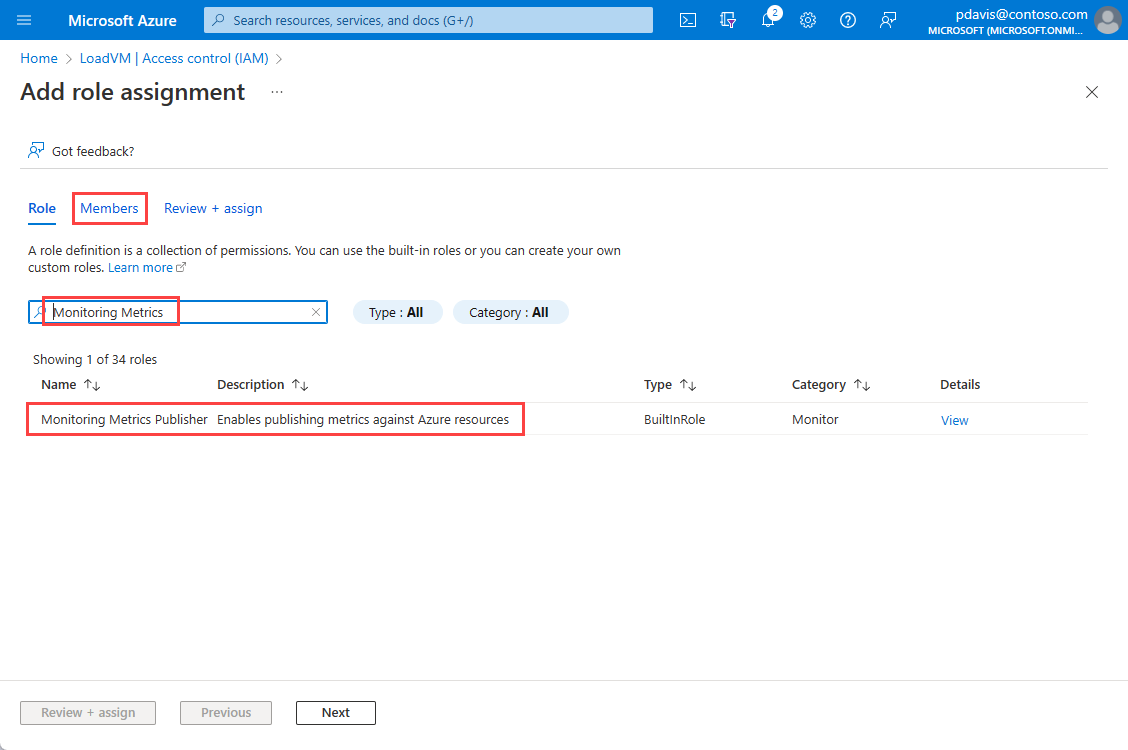 Microsoft Azure
Search resources, services, and docs (G+/)
2
pdavis@contoso.com
MICROSOFT (MICROSOFT.ONMI...
Home > LoadVM | Access control (IAM) >
Add role assignment ...
Got feedback?
Role Members Review + assign
A role definition is a collection of permissions. You can use the built-in roles or you can create your own
custom roles. Learn more
Monitoring Metrics
Type : All Category : All
Showing 1 of 34 roles
Name ↑↓ Description ↑↓ Type ↑↓ Category ↑↓ Details
Monitoring Metrics Publisher Enables publishing metrics against Azure resources BuiltInRole Monitor View
Review + assign Previous Next